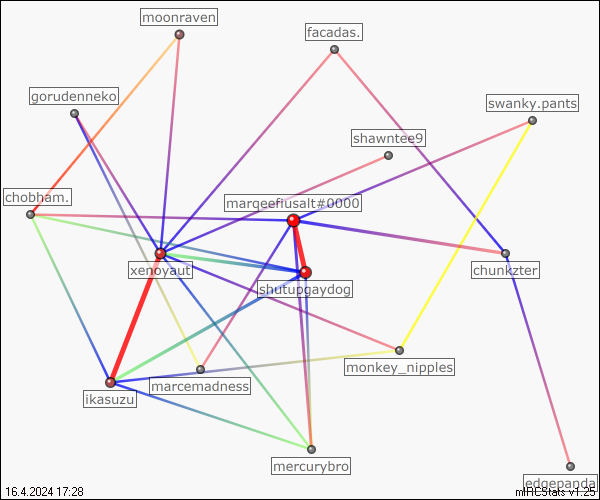 moonraven
facadas.
gorudenneko
swanky.pants
shawntee9
chobham.
margeeflusalt#0000
xenoyaut
chunkzter
shutupgaydog
monkey_nipples
marcemadness
ikasuzu
mercurybro
edgepanda
16.4.2024 17:28
mIRCStats v1.25